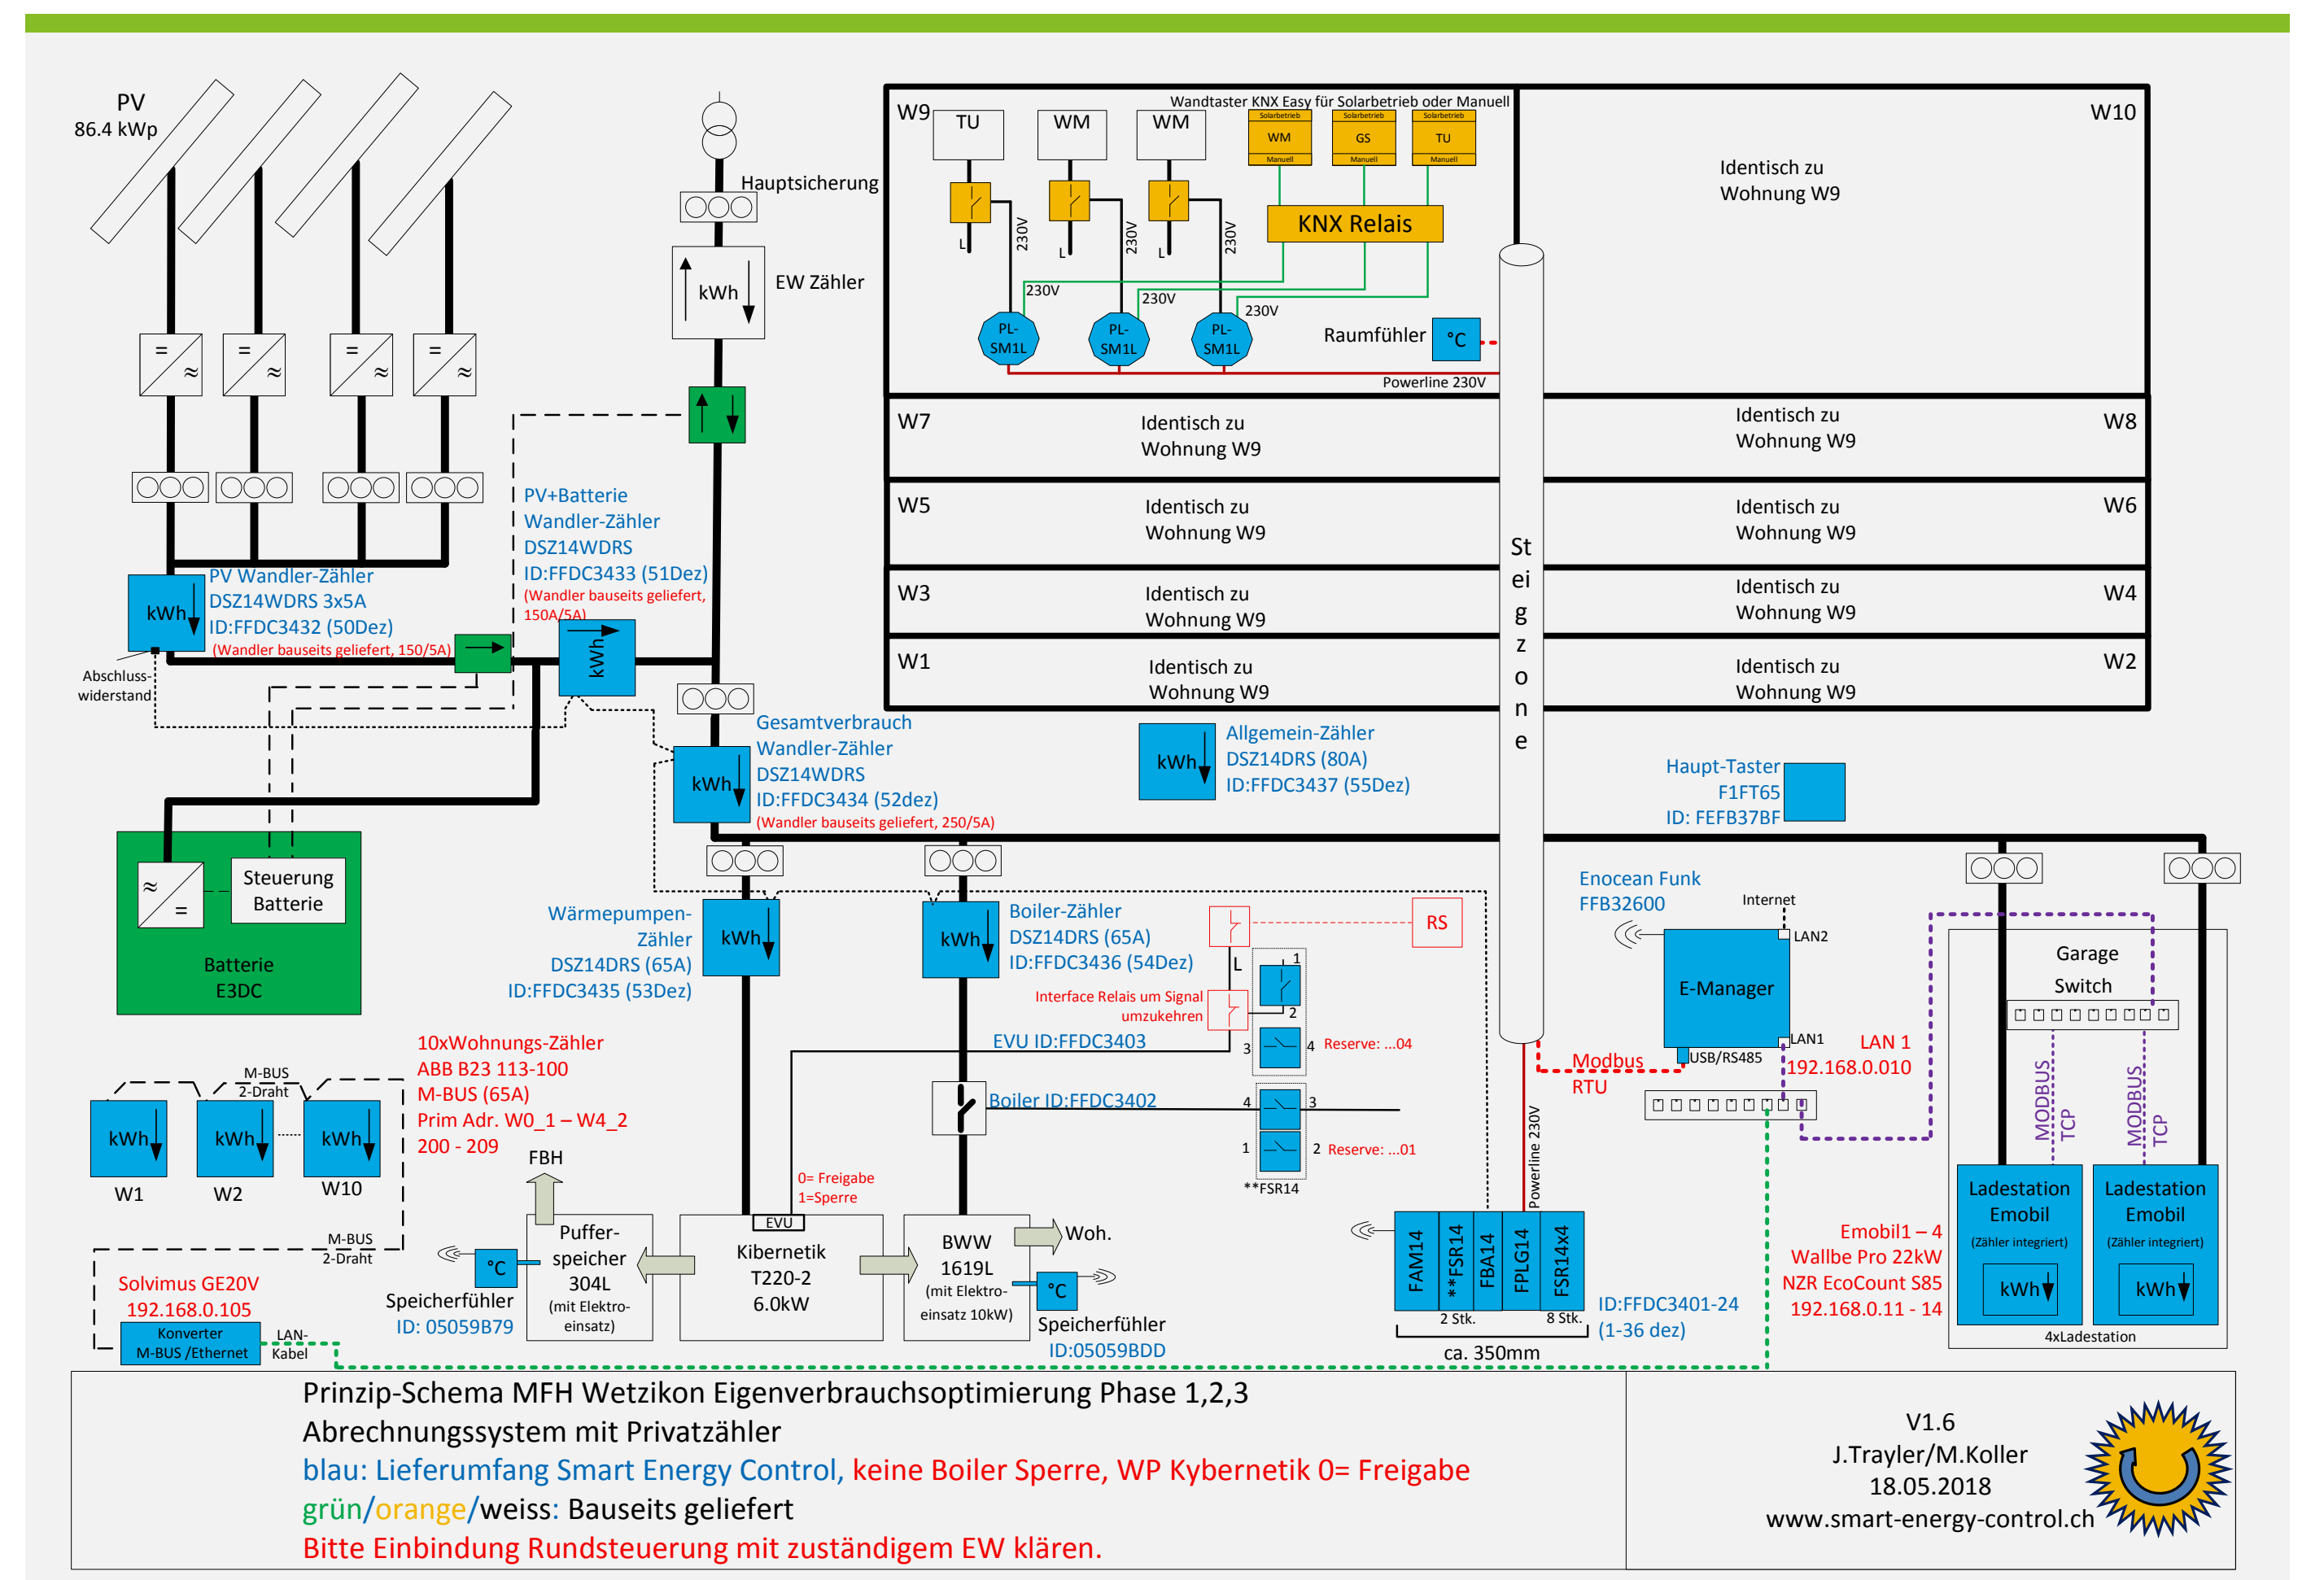 PV
86.4 kWp
Hauptsicherung
kWh
EW Zähler
=
≈
=
≈
=
≈
=
≈
W9
TU
WM
WM
Wandtaster KNX Easy für Solarbetrieb oder Manuell
Solarbetrieb
WM
Manuell
Solarbetrieb
GS
Manuell
Solarbetrieb
TU
Manuell
KNX Relais
L
230V
L
230V
L
230V
230V
230V
230V
PL-
SM1L
PL-
SM1L
PL-
SM1L
Raumfühler
°C
Powerline 230V
W10
Identisch zu
Wohnung W9
W7
Identisch zu
Wohnung W9
Identisch zu
Wohnung W9
W8
W5
Identisch zu
Wohnung W9
Identisch zu
Wohnung W9
W6
W3
Identisch zu
Wohnung W9
Identisch zu
Wohnung W9
W4
W1
Identisch zu
Wohnung W9
Identisch zu
Wohnung W9
W2
St
ei
g
z
o
n
e
PV+Batterie
Wandler-Zähler
DSZ14WDRS
ID:FFDC3433 (51Dez)
(Wandler bauseits geliefert,
150A/5A)
kWh
kWh
PV Wandler-Zähler
DSZ14WDRS 3x5A
ID:FFDC3432 (50Dez)
(Wandler bauseits geliefert, 150/5A)
Abschluss-
widerstand
kWh
Gesamtverbrauch
Wandler-Zähler
DSZ14WDRS
ID:FFDC3434 (52dez)
(Wandler bauseits geliefert, 250/5A)
kWh
Allgemein-Zähler
DSZ14DRS (80A)
ID:FFDC3437 (55Dez)
Haupt-Taster
F1FT65
ID: FEFB37BF
≈
=
Steuerung
Batterie
Batterie
E3DC
Wärmepumpen-
Zähler
DSZ14DRS (65A)
ID:FFDC3435 (53Dez)
kWh
kWh
Boiler-Zähler
DSZ14DRS (65A)
ID:FFDC3436 (54Dez)
RS
L
Interface Relais um Signal
umzukehren
1
2
EVU ID:FFDC3403
3
4
Reserve: ...04
Boiler ID:FFDC3402
4
3
1
2
Reserve: ...01
**FSR14
Enocean Funk
FFB32600
Internet
LAN2
E-Manager
LAN1
USB/RS485
Modbus
RTU
LAN 1
192.168.0.010
Garage
Switch
MODBUS
TCP
MODBUS
TCP
10xWohnungs-Zähler
ABB B23 113-100
M-BUS (65A)
Prim Adr. W0_1 – W4_2
200 - 209
M-BUS
2-Draht
kWh
kWh
kWh
W1
W2
W10
M-BUS
2-Draht
Solvimus GE20V
192.168.0.105
Konverter
M-BUS /Ethernet
LAN-
Kabel
FBH
°C
Speicherfühler
ID: 05059B79
Puffer-
speicher
304L
(mit Elektro-
einsatz)
0= Freigabe
1=Sperre
EVU
Kibernetik
T220-2
6.0kW
BWW
1619L
(mit Elektro-
einsatz 10kW)
Woh.
°C
Speicherfühler
ID:05059BDD
Powerline 230V
FAM14
**FSR14
FBA14
FPLG14
FSR14x4
2 Stk.
8 Stk.
ca. 350mm
ID:FFDC3401-24
(1-36 dez)
Emobil1 – 4
Wallbe Pro 22kW
NZR EcoCount S85
192.168.0.11 - 14
Ladestation
Emobil
(Zähler integriert)
kWh
Ladestation
Emobil
(Zähler integriert)
kWh
4xLadestation
Prinzip-Schema MFH Wetzikon Eigenverbrauchsoptimierung Phase 1,2,3
Abrechnungssystem mit Privatzähler
blau: Lieferumfang Smart Energy Control, keine Boiler Sperre, WP Kybernetik 0= Freigabe
grün/orange/weiss: Bauseits geliefert
Bitte Einbindung Rundsteuerung mit zuständigem EW klären.
V1.6
J.Trayler/M.Koller
18.05.2018
www.smart-energy-control.ch